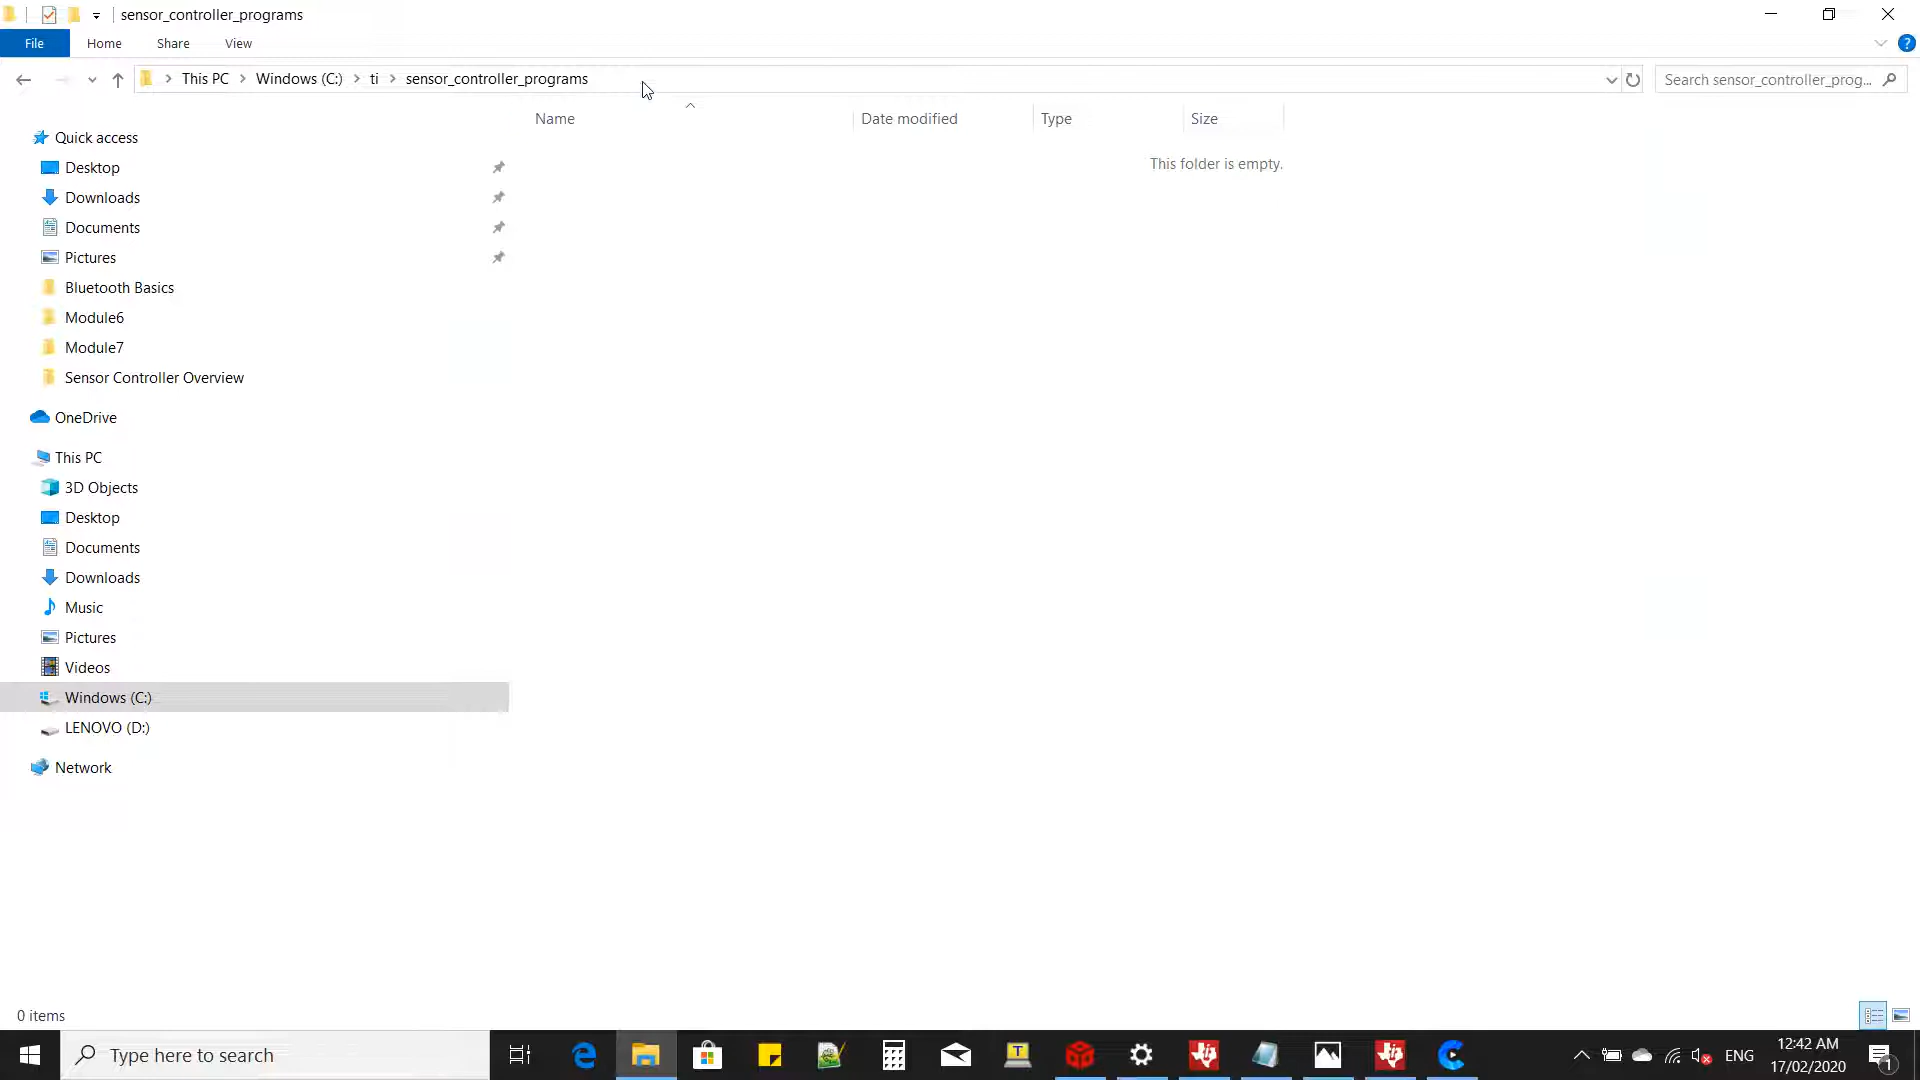 sensor_controller_programs
File Home Share View
This PC Windows (C:) ti sensor_controller_programs
Search sensor_controller_prog...
Name Date modified Type Size
This folder is empty.
Quick access
Desktop
Downloads
Documents
Pictures
Bluetooth Basics
Module6
Module7
Sensor Controller Overview
OneDrive
This PC
3D Objects
Desktop
Documents
Downloads
Music
Pictures
Videos
Windows (C:)
LENOVO (D:)
Network
0 items
Type here to search
ENG
12:42 AM
17/02/2020
1